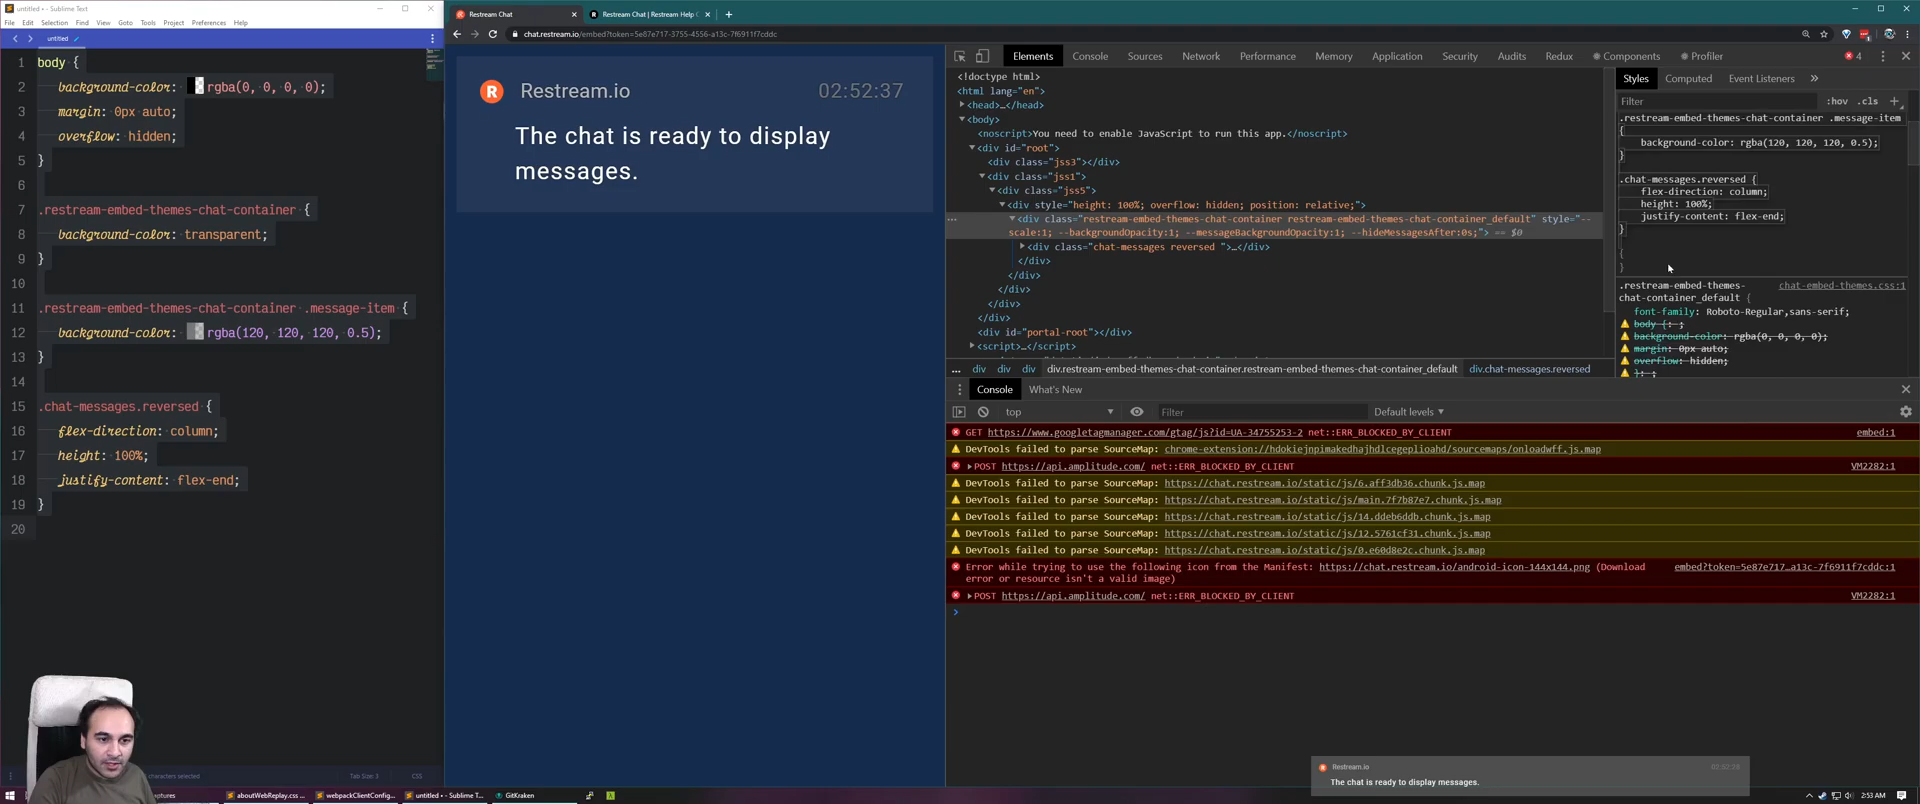 untitled • - Sublime Text
File Edit Selection Find View Goto Tools Project Preferences Help
untitled
1 body {
2 background-color: rgba(0, 0, 0, 0);
3 margin: 0px auto;
4 overflow: hidden;
5 }
6
7 .restream-embed-themes-chat-container {
8 background-color: transparent;
9 }
10
11 .restream-embed-themes-chat-container .message-item {
12 background-color: rgba(120, 120, 120, 0.5);
13 }
14
15 .chat-messages.reversed {
16 flex-direction: column;
17 height: 100%;
18 justify-content: flex-end;
19 }
20
characters selected Tab Size: 3 CSS
Restream Chat
Restream Chat | Restream Help C
chat.restream.io/embed?token=5e87e717-3755-4556-a13c-7f6911f7cddc
R Restream.io 02:52:37
The chat is ready to display
messages.
Elements Console Sources Network Performance Memory Application Security Lighthouse Audits Redux Components Profiler 4
<!doctype html>
<html lang="en">
<head>…</head>
<body>
<noscript>You need to enable JavaScript to run this app.</noscript>
<div id="root">
<div class="jss3"></div>
<div class="jss1">
<div class="jss5">
<div style="height: 100%; overflow: hidden; position: relative;">
<div class="restream-embed-themes-chat-container restream-embed-themes-chat-container_default" style="--
scale:1; --backgroundOpacity:1; --messageBackgroundOpacity:1; --hideMessagesAfter:0s;"> == $0
<div class="chat-messages reversed ">…</div>
</div>
</div>
</div>
</div>
<div id="portal-root"></div>
<script>…</script>
… div div div div.restream-embed-themes-chat-container.restream-embed-themes-chat-container_default div.chat-messages.reversed
Styles Computed Event Listeners »
Filter :hov .cls +
.restream-embed-themes-chat-container .message-item
{
background-color: rgba(120, 120, 120, 0.5);
}
.chat-messages.reversed {
flex-direction: column;
height: 100%;
justify-content: flex-end;
}
{
}
.restream-embed-themes- chat-embed-themes.css:1
chat-container_default {
font-family: Roboto-Regular,sans-serif;
body {: ;
background-color: rgba(0, 0, 0, 0);
margin: 0px auto;
overflow: hidden;
}: ;
Console What's New
top Filter Default levels ▼
GET https://www.googletagmanager.com/gtag/js?id=UA-34755253-2 net::ERR_BLOCKED_BY_CLIENT embed:1
DevTools failed to parse SourceMap: chrome-extension://hdokiejnpimakedhajhdlcegeplioahd/sourcemaps/onloadwff.js.map
POST https://api.amplitude.com/ net::ERR_BLOCKED_BY_CLIENT VM2282:1
DevTools failed to parse SourceMap: https://chat.restream.io/static/js/6.aff3db36.chunk.js.map
DevTools failed to parse SourceMap: https://chat.restream.io/static/js/main.7f7b87e7.chunk.js.map
DevTools failed to parse SourceMap: https://chat.restream.io/static/js/14.ddeb6ddb.chunk.js.map
DevTools failed to parse SourceMap: https://chat.restream.io/static/js/12.5761cf31.chunk.js.map
DevTools failed to parse SourceMap: https://chat.restream.io/static/js/0.e60d8e2c.chunk.js.map
Error while trying to use the following icon from the Manifest: https://chat.restream.io/android-icon-144x144.png (Download embed?token=5e87e717…a13c-7f6911f7cddc:1
error or resource isn't a valid image)
POST https://api.amplitude.com/ net::ERR_BLOCKED_BY_CLIENT VM2282:1
Restream.io 02:52:28
The chat is ready to display messages.
aptures aboutWebReplay.css ... webpackClientConfig... untitled • - Sublime T... GitKraken 2:53 AM